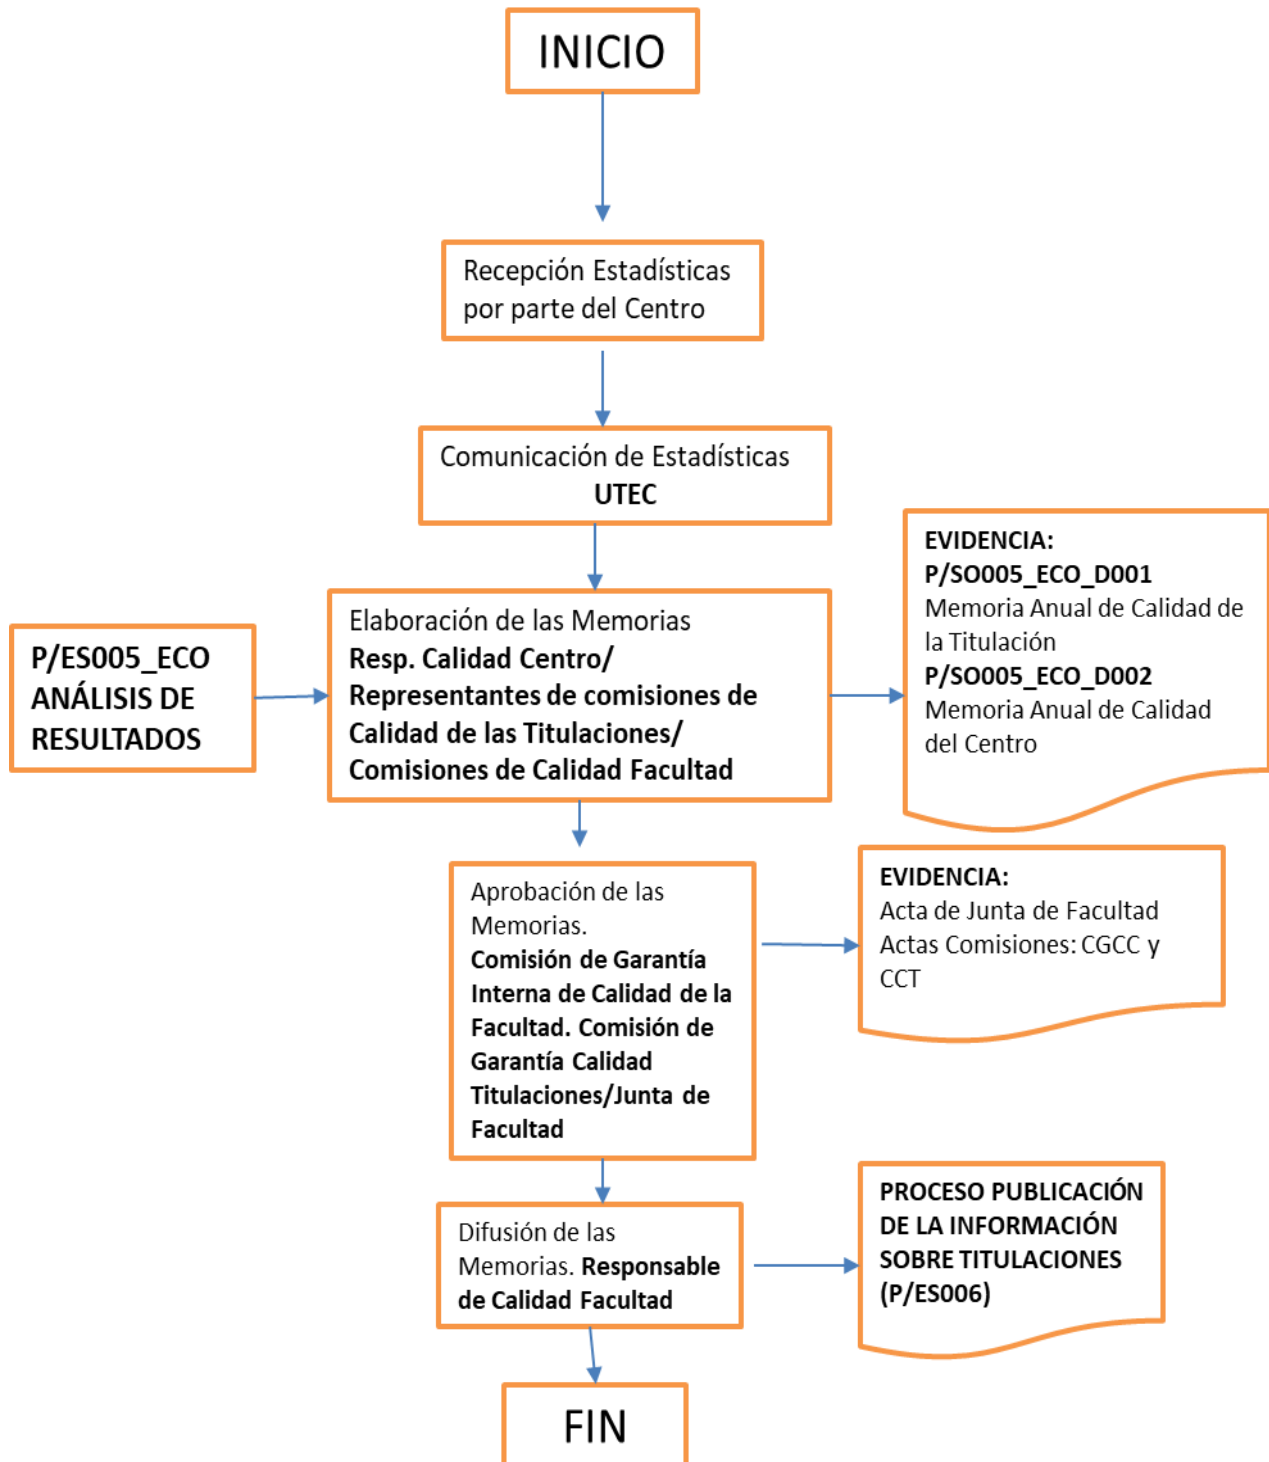 INICIO
Recepción Estadísticas
por parte del Centro
Comunicación de Estadísticas
UTEC
P/ES005_ECO
ANÁLISIS DE
RESULTADOS
Elaboración de las Memorias
Resp. Calidad Centro/
Representantes de comisiones de
Calidad de las Titulaciones/
Comisiones de Calidad Facultad
EVIDENCIA:
P/SO005_ECO_D001
Memoria Anual de Calidad de
la Titulación
P/SO005_ECO_D002
Memoria Anual de Calidad
del Centro
Aprobación de las
Memorias.
Comisión de Garantía
Interna de Calidad de la
Facultad. Comisión de
Garantía Calidad
Titulaciones/Junta de
Facultad
EVIDENCIA:
Acta de Junta de Facultad
Actas Comisiones: CGCC y
CCT
Difusión de las
Memorias. Responsable
de Calidad Facultad
PROCESO PUBLICACIÓN
DE LA INFORMACIÓN
SOBRE TITULACIONES
(P/ES006)
FIN